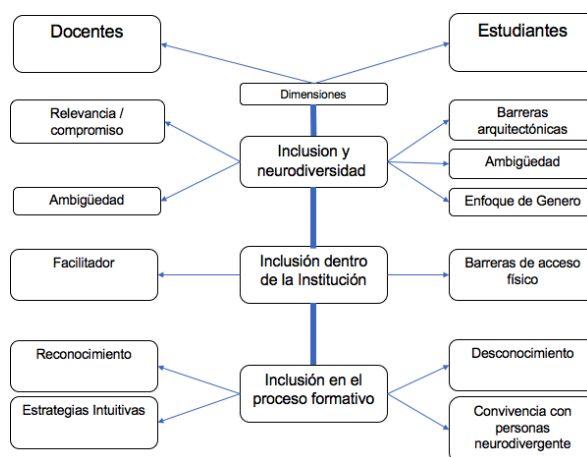 Docentes
Estudiantes
Dimensiones
Relevancia /
compromiso
Barreras
arquitectónicas
Inclusion y
neurodiversidad
Ambigüedad
Ambigüedad
Enfoque de Genero
Facilitador
Inclusión dentro
de la Institución
Barreras de acceso
físico
Reconocimiento
Desconocimiento
Inclusión en el
proceso formativo
Estrategias Intuitivas
Convivencia con
personas
neurodivergente